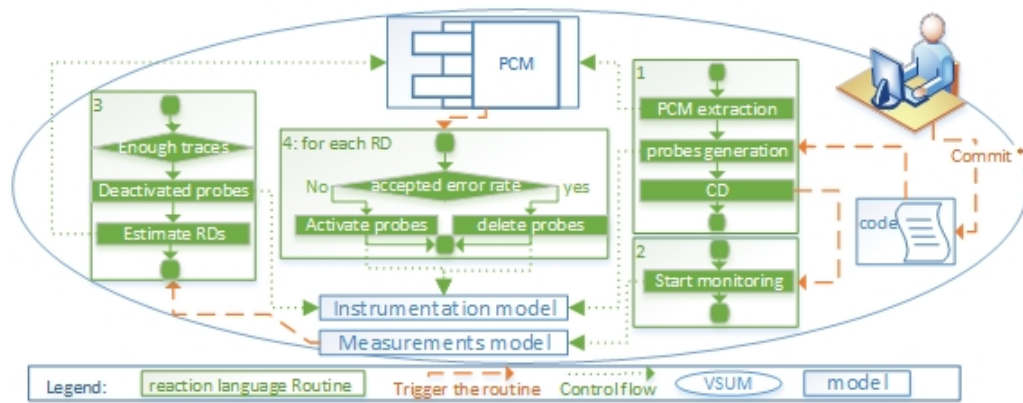 PCM
1
PCM extraction
probes generation
CD
3
Enough traces
Deactivated probes
Estimate RDs
4: for each RD
No
accepted error rate
yes
Activate probes
delete probes
2
Start monitoring
Commit *
code
Instrumentation model
Measurements model
Legend:
reaction language Routine
Trigger the routine
Control flow
VSUM
model